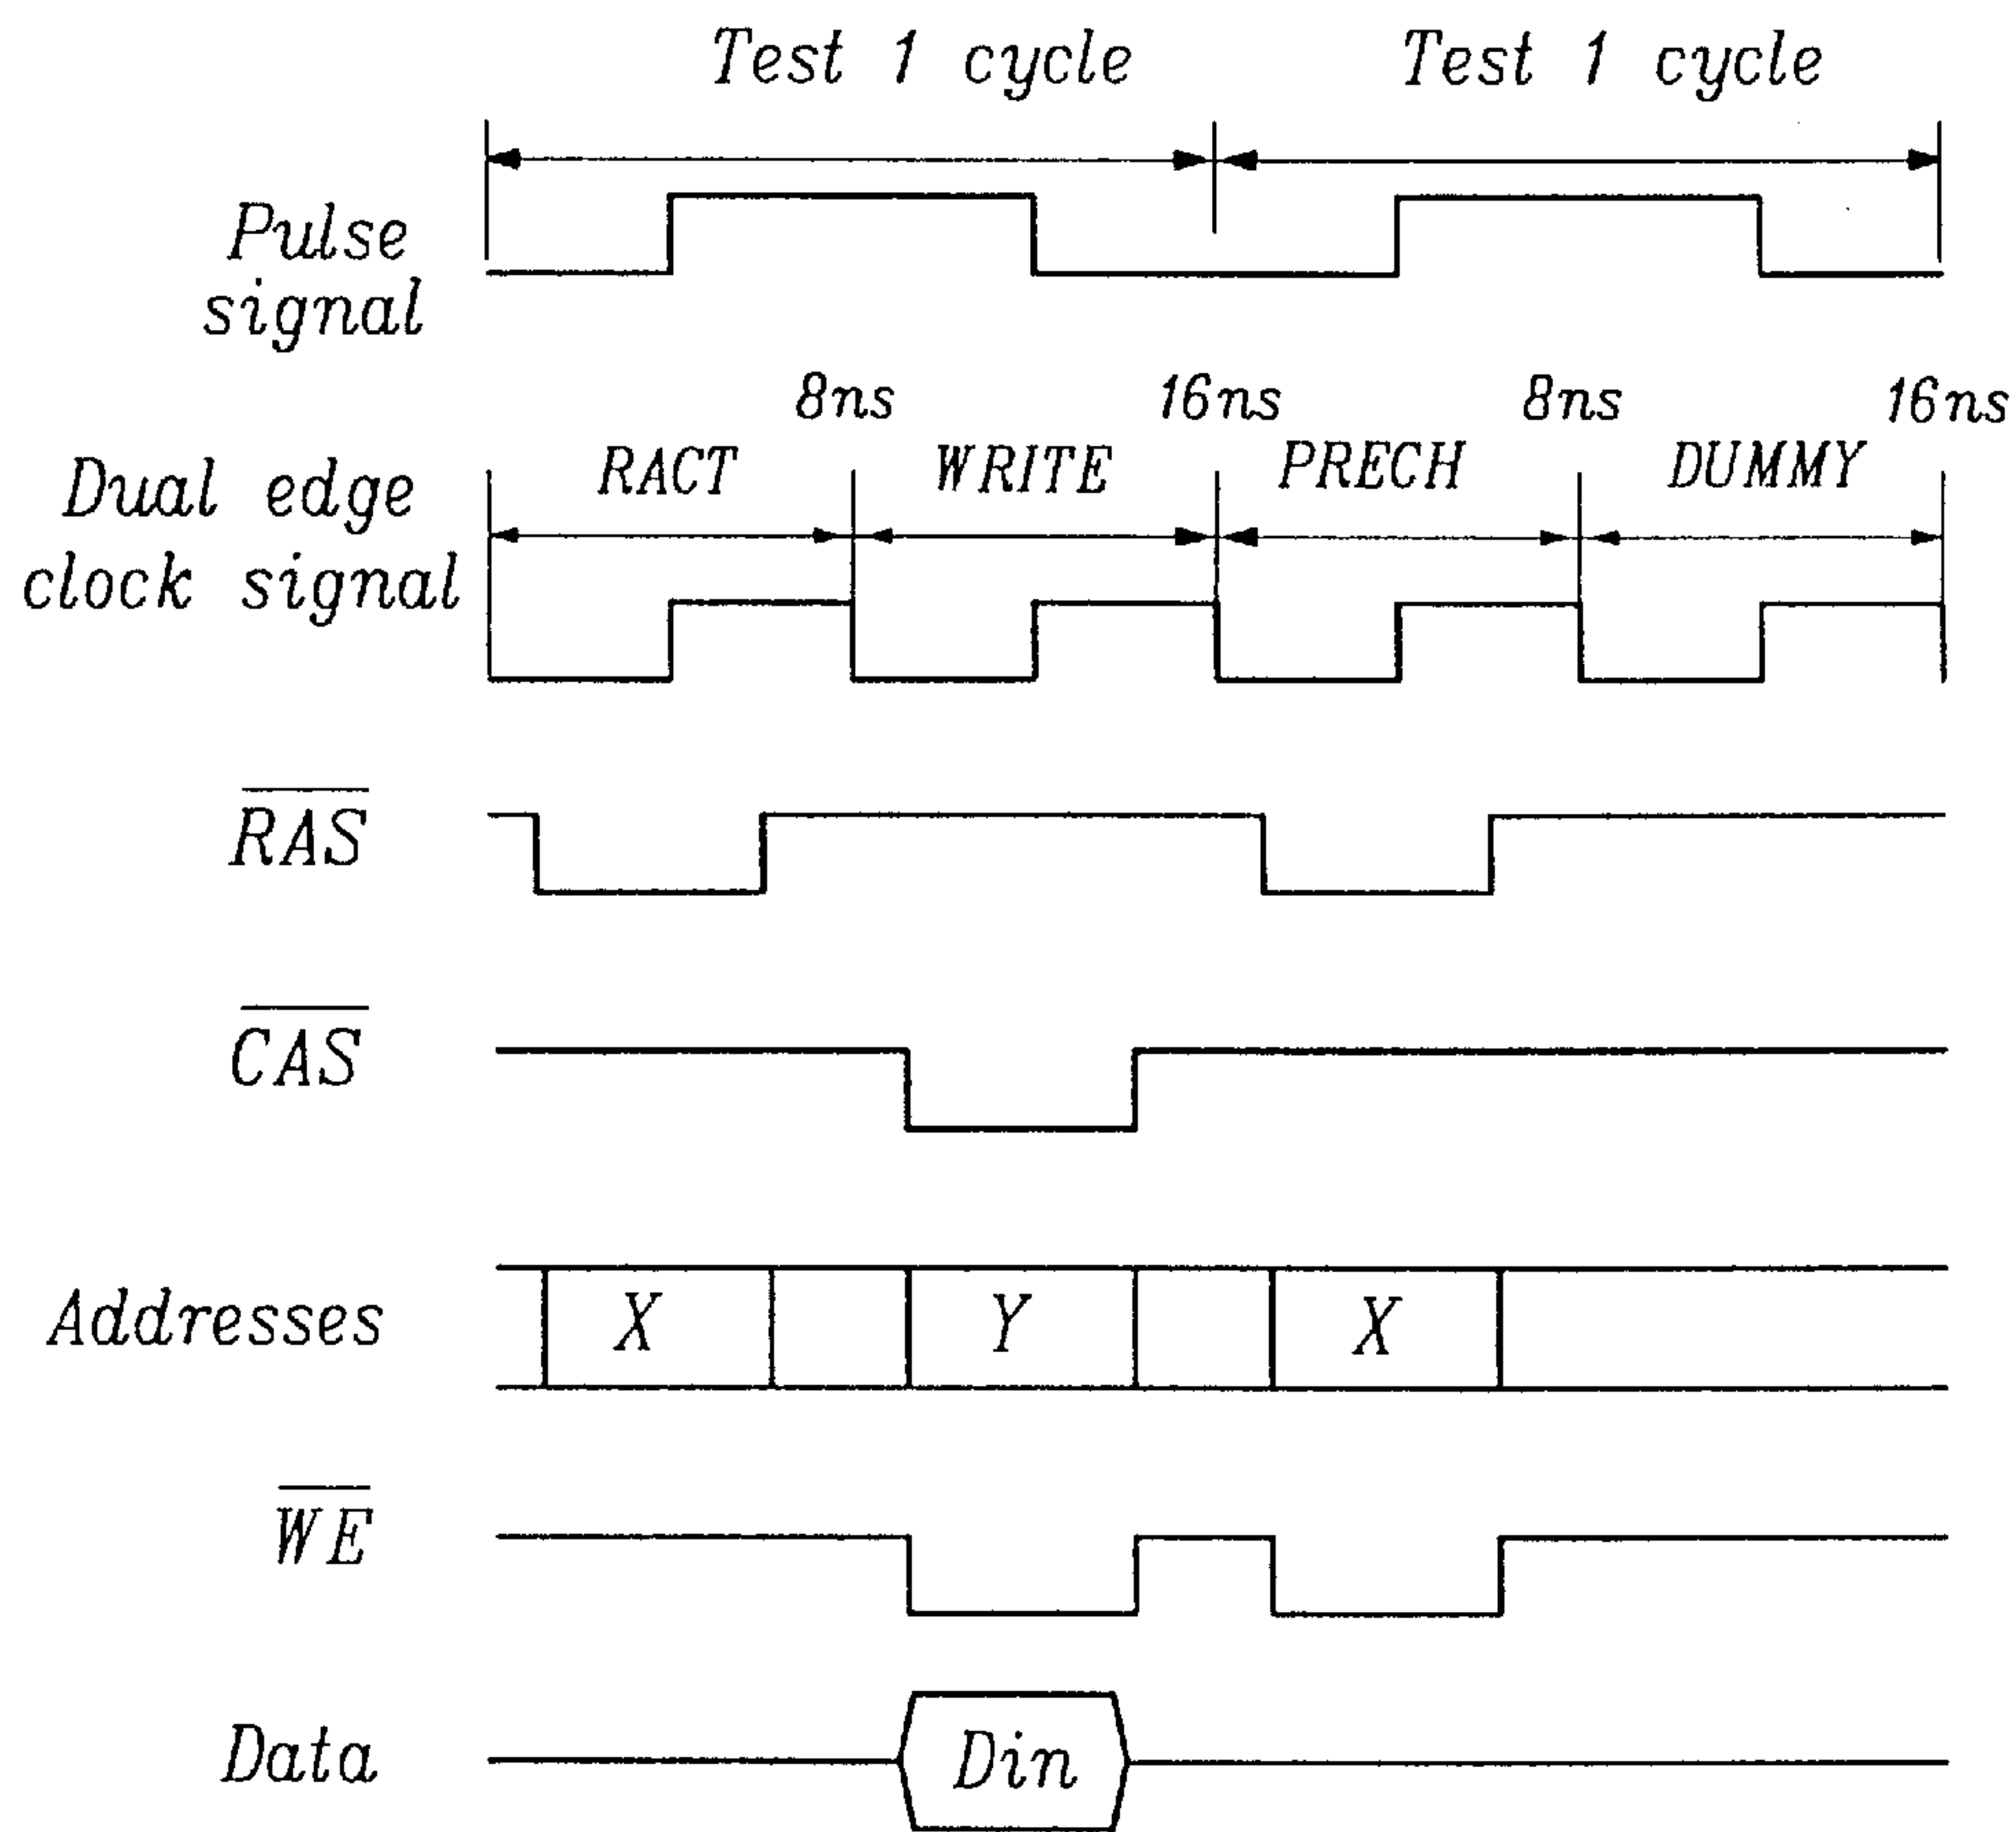 Test 1 cycle Test 1 cycle
Pulse
signal
8ns 16ns 8ns 16ns
RACT WRITE PRECH DUMMY
Dual edge
clock signal
RAS
CAS
Addresses X Y X
WE
Data Din